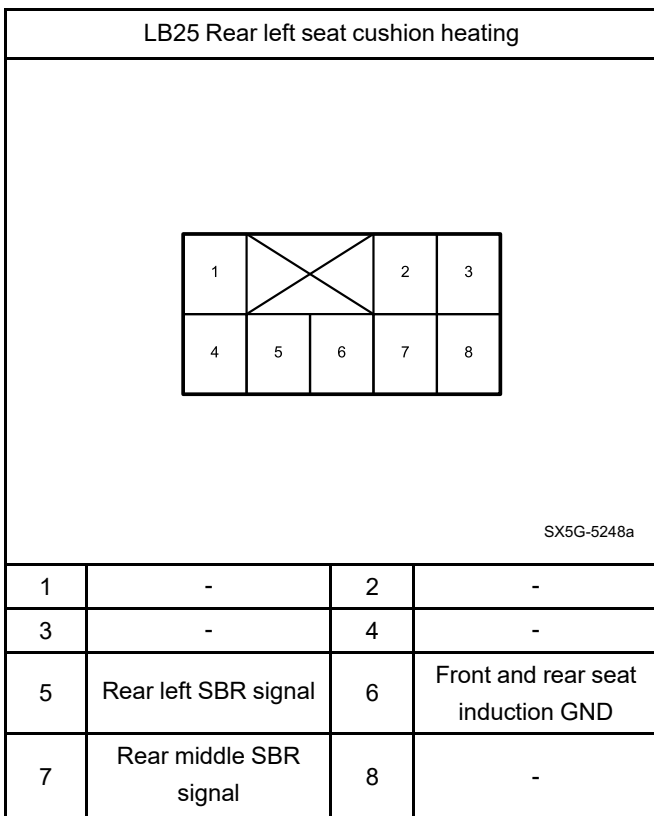 LB25 Rear left seat cushion heating
1 2 3
4 5 6 7 8
SX5G-5248a
1 - 2 -
3 - 4 -
5 Rear left SBR signal 6 Front and rear seat
induction GND
7 Rear middle SBR
signal 8 -